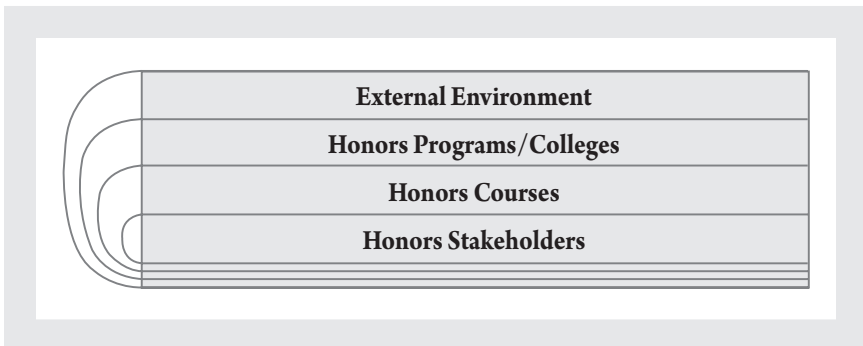 External Environment
Honors Programs/Colleges
Honors Courses
Honors Stakeholders